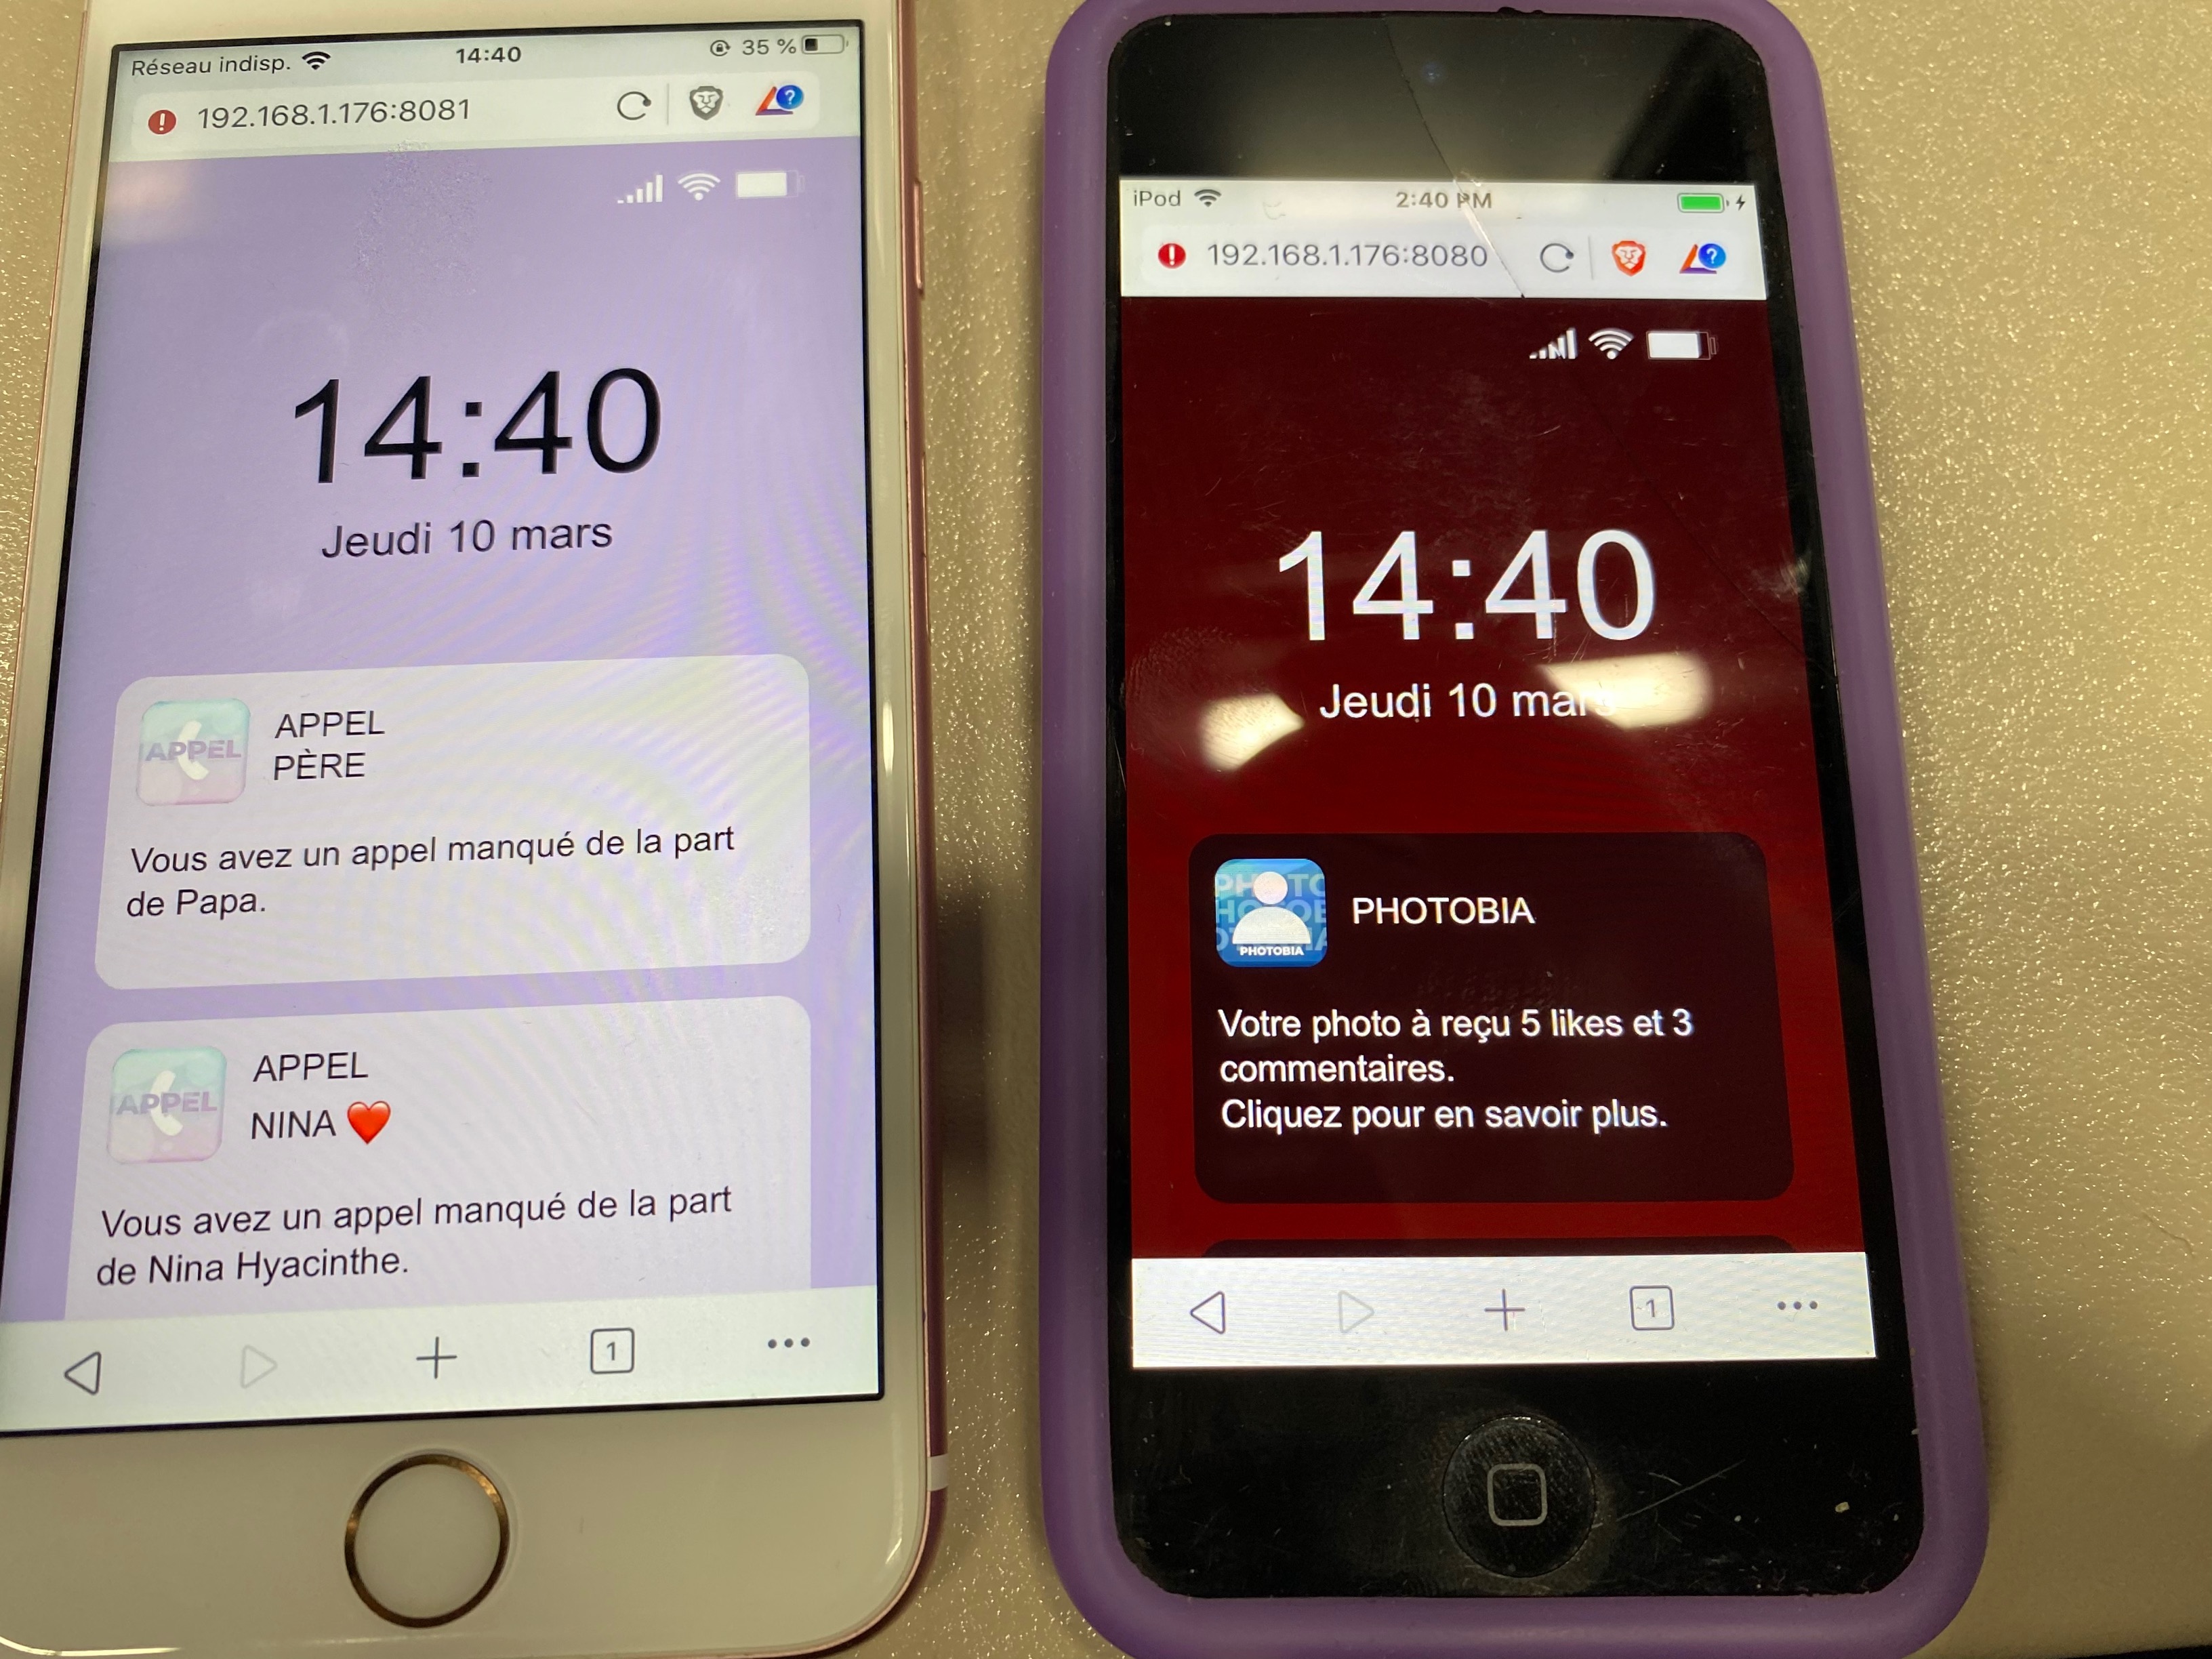 Réseau indisp.
14:40
35 %
192.168.1.176:8081
14:40
Jeudi 10 mars
APPEL
APPEL
PÈRE
Vous avez un appel manqué de la part
de Papa.
APPEL
APPEL
NINA ❤️
Vous avez un appel manqué de la part
de Nina Hyacinthe.
1
iPod
2:40 PM
192.168.1.176:8080
14:40
Jeudi 10 mars
PHOTOBIA
PHOTOBIA
Votre photo à reçu 5 likes et 3
commentaires.
Cliquez pour en savoir plus.
1